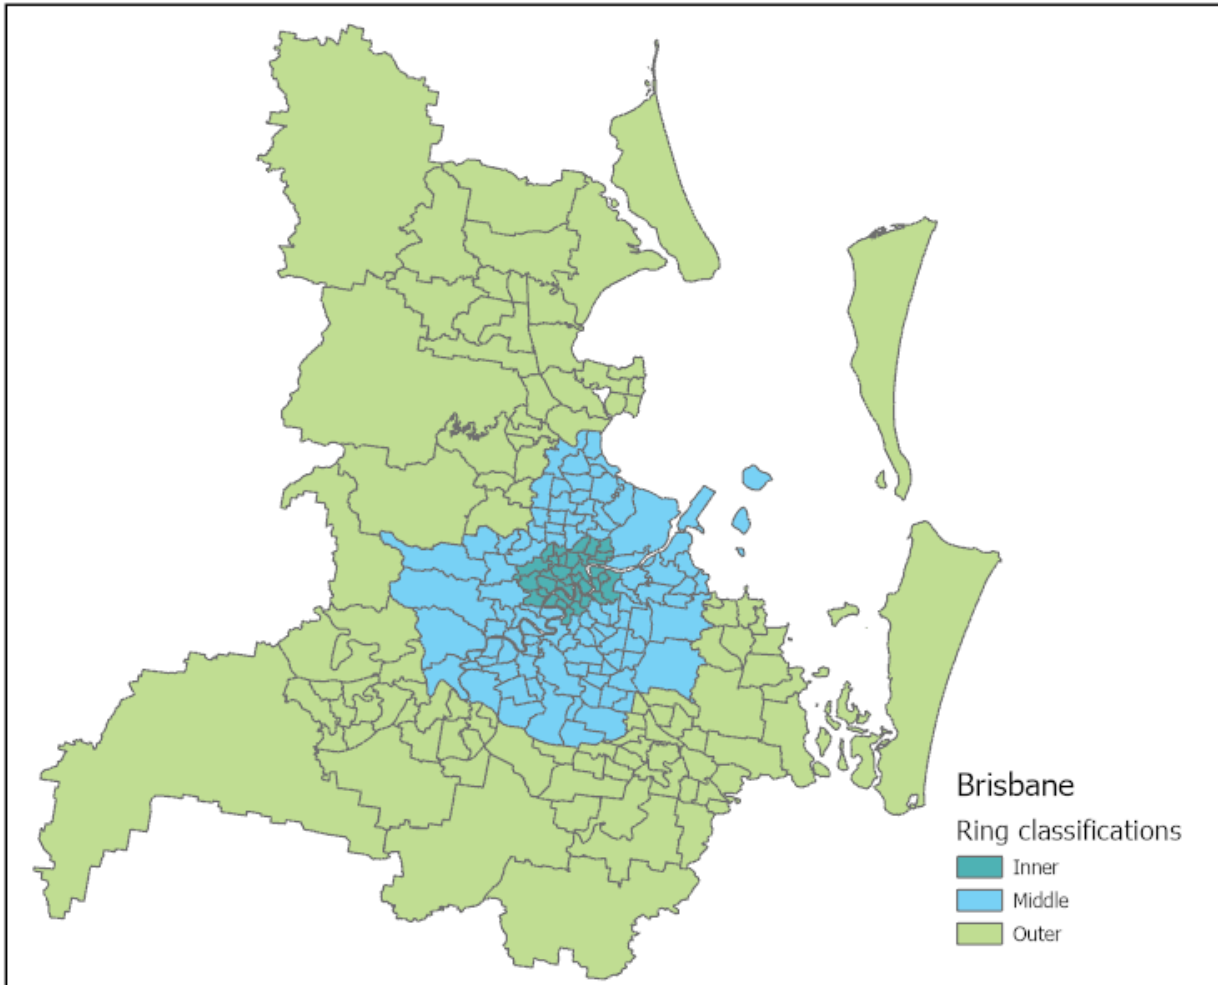 Brisbane
Ring classifications
Inner
Middle
Outer